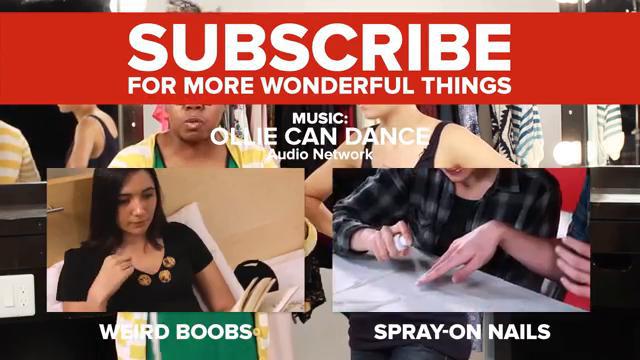 SUBSCRIBE
FOR MORE WONDERFUL THINGS
MUSIC:
OLLIE CAN DANCE
Audio Network
WEIRD BOOBS
SPRAY-ON NAILS